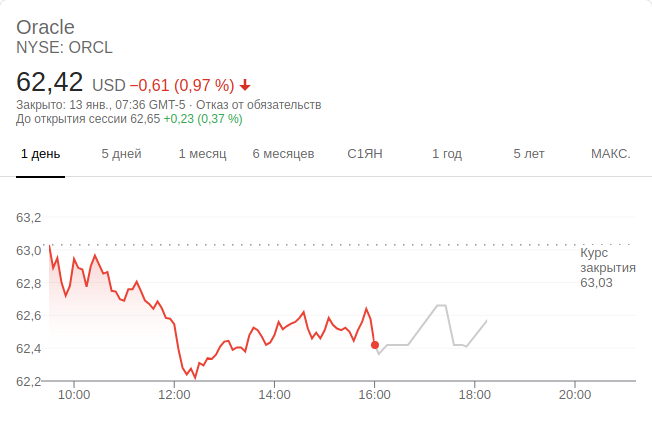 Oracle
NYSE: ORCL
62,42 USD −0,61 (0,97 %)
Закрыто: 13 янв., 07:36 GMT-5 · Отказ от обязательств
До открытия сессии 62,65 +0,23 (0,37 %)
1 день 5 дней 1 месяц 6 месяцев С1ЯН 1 год 5 лет МАКС.
63,2
63,0
62,8
62,6
62,4
62,2
Курс
закрытия
63,03
10:00 12:00 14:00 16:00 18:00 20:00